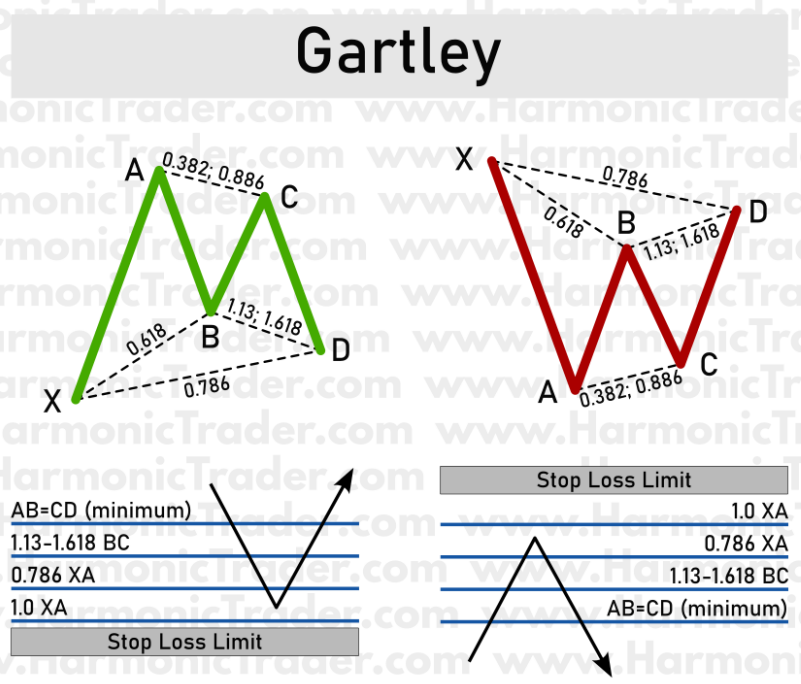 Gartley
A
0.382; 0.886
C
0.618
B
1.13; 1.618
D
0.786
X
X
0.786
0.618
B
1.13; 1.618
D
A
0.382; 0.886
C
AB=CD (minimum)
1.13-1.618 BC
0.786 XA
1.0 XA
Stop Loss Limit
Stop Loss Limit
1.0 XA
0.786 XA
1.13-1.618 BC
AB=CD (minimum)
www.HarmonicTrader.com